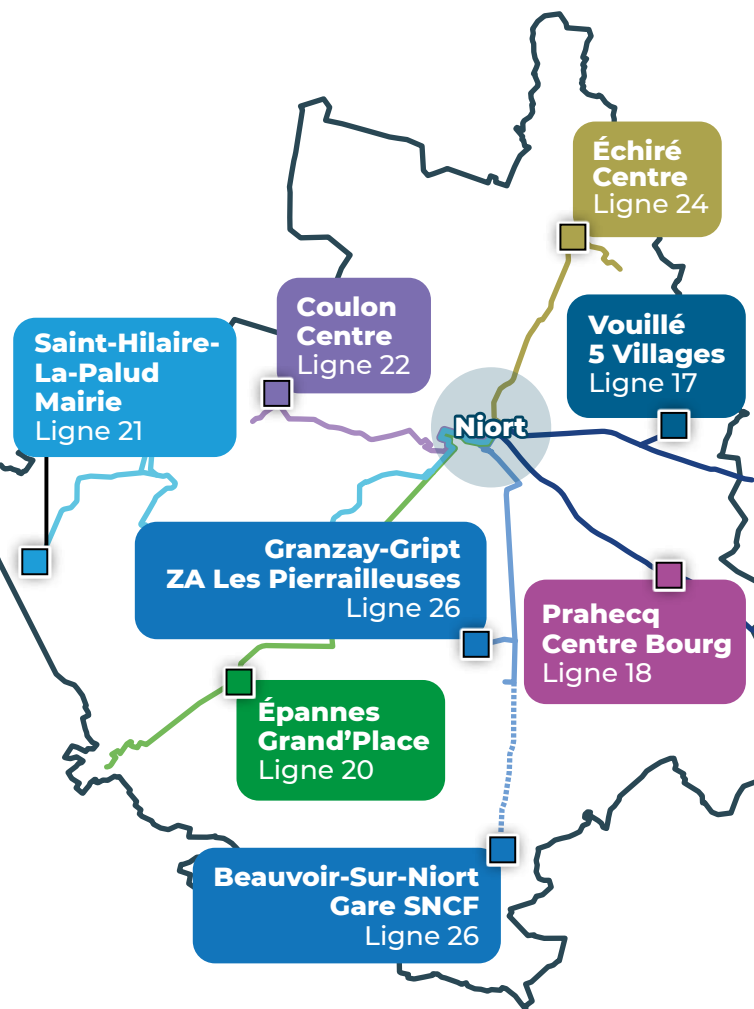 Échiré
Centre
Ligne 24
Coulon
Centre
Ligne 22
Vouillé
5 Villages
Ligne 17
Saint-Hilaire-
La-Palud
Mairie
Ligne 21
Niort
Granzay-Gript
ZA Les Pierrailleuses
Ligne 26
Prahecq
Centre Bourg
Ligne 18
Épannes
Grand'Place
Ligne 20
Beauvoir-Sur-Niort
Gare SNCF
Ligne 26